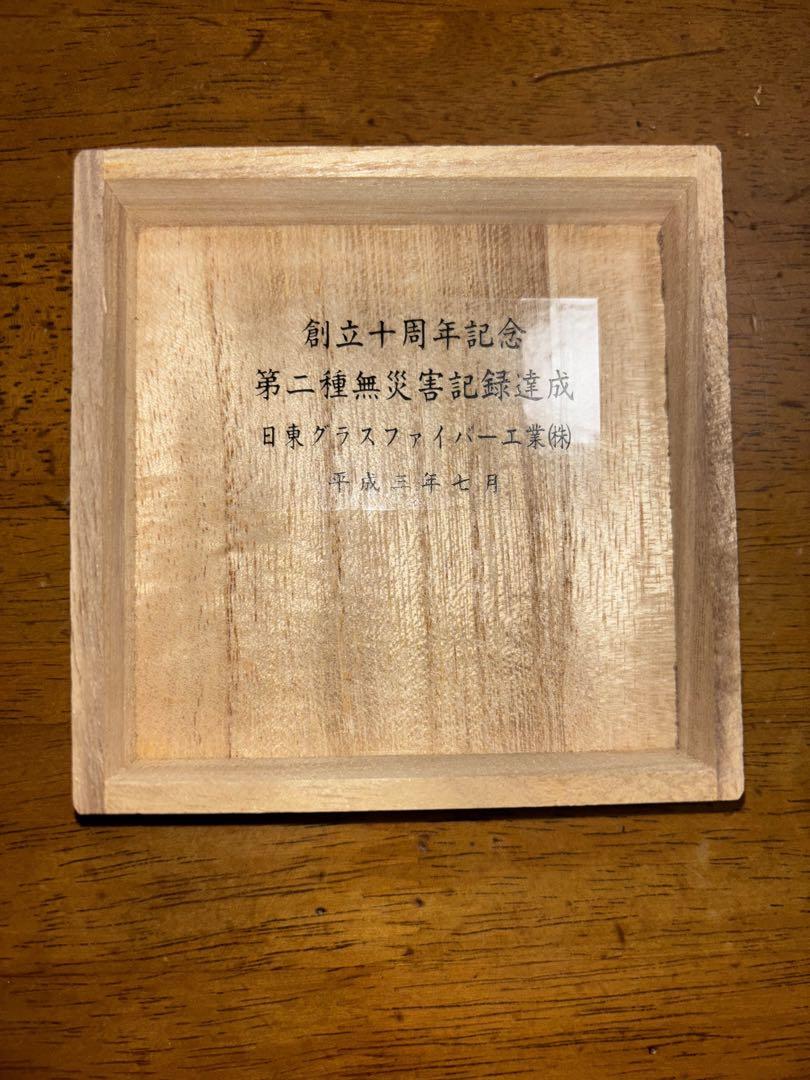 創立十周年記念
第二種無災害記録達成
日東グラスファイバー工業㈱
平成三年七月